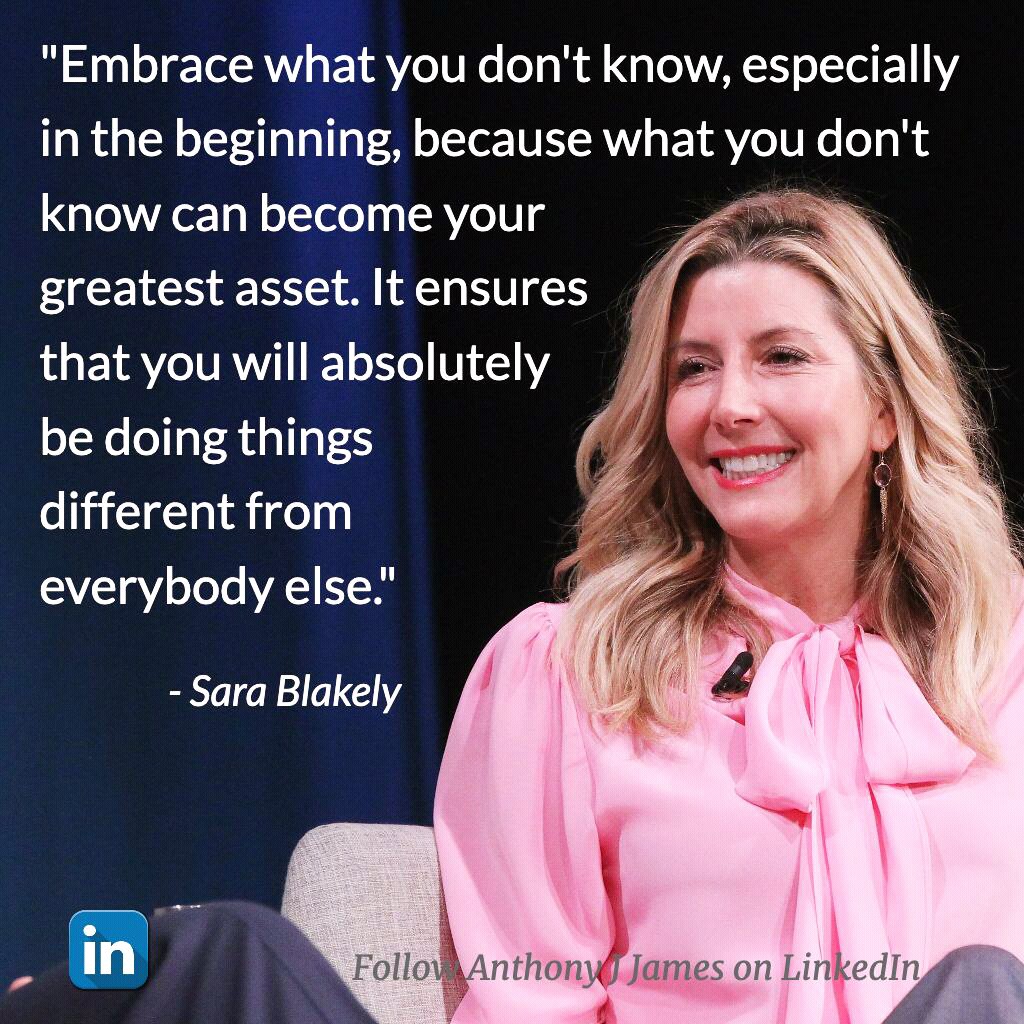 "Embrace what you don't know, especially
in the beginning, because what you don't
know can become your
greatest asset. It ensures
that you will absolutely
be doing things
different from
everybody else."
- Sara Blakely
in
Follow Anthony J James on LinkedIn